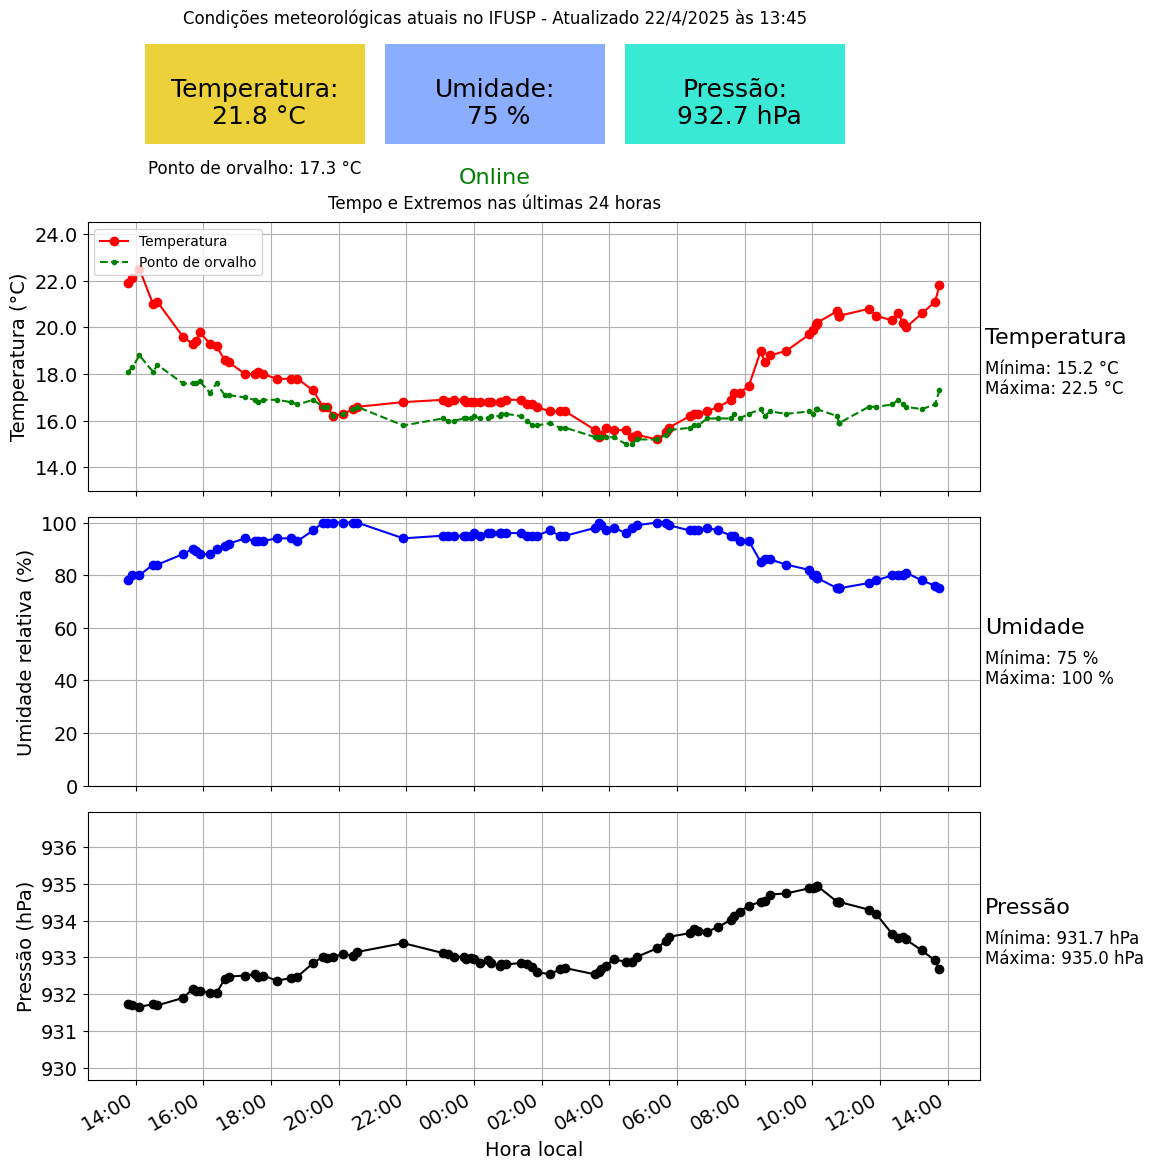 Condições meteorológicas atuais no IFUSP - Atualizado 22/4/2025 às 13:45
Temperatura:
21.8 °C
Umidade:
75 %
Pressão:
932.7 hPa
Ponto de orvalho: 17.3 °C
Online
Tempo e Extremos nas últimas 24 horas
Temperatura
Ponto de orvalho
Temperatura (°C)
24.0
22.0
20.0
18.0
16.0
14.0
Temperatura
Mínima: 15.2 °C
Máxima: 22.5 °C
Umidade relativa (%)
100
80
60
40
20
0
Umidade
Mínima: 75 %
Máxima: 100 %
Pressão (hPa)
936
935
934
933
932
931
930
Pressão
Mínima: 931.7 hPa
Máxima: 935.0 hPa
14:00
16:00
18:00
20:00
22:00
00:00
02:00
04:00
06:00
08:00
10:00
12:00
14:00
Hora local